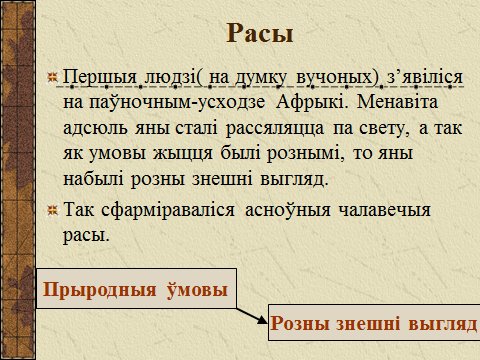 Расы
Першыя людзі( на думку вучоных) з’явіліся
на паўночным-усходзе Афрыкі. Менавіта
адсюль яны сталі рассяляцца па свету, а так
як умовы жыцця былі рознымі, то яны
набылі розны знешні выгляд.
Так сфарміраваліся асноўныя чалавечыя
расы.
Прыродныя ўмовы
Розны знешні выгляд